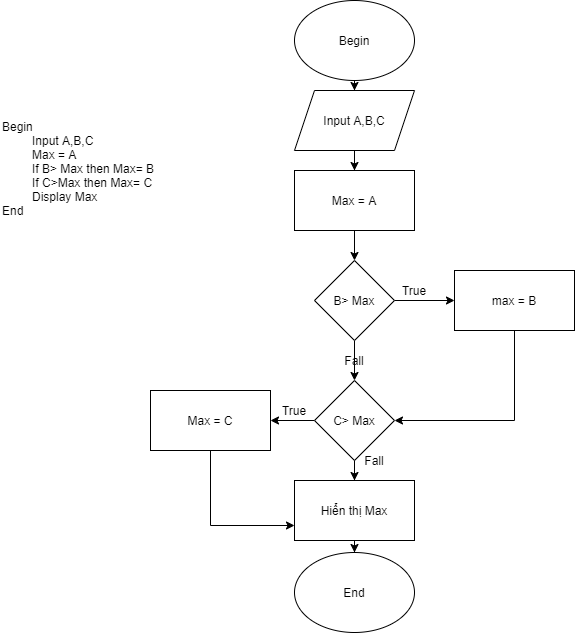 Begin
Input A,B,C
Max = A
If B> Max then Max= B
If C>Max then Max= C
Display Max
End
Begin
Input A,B,C
Max = A
B> Max
True
max = B
Fall
C> Max
True
Max = C
Fall
Hiển thị Max
End